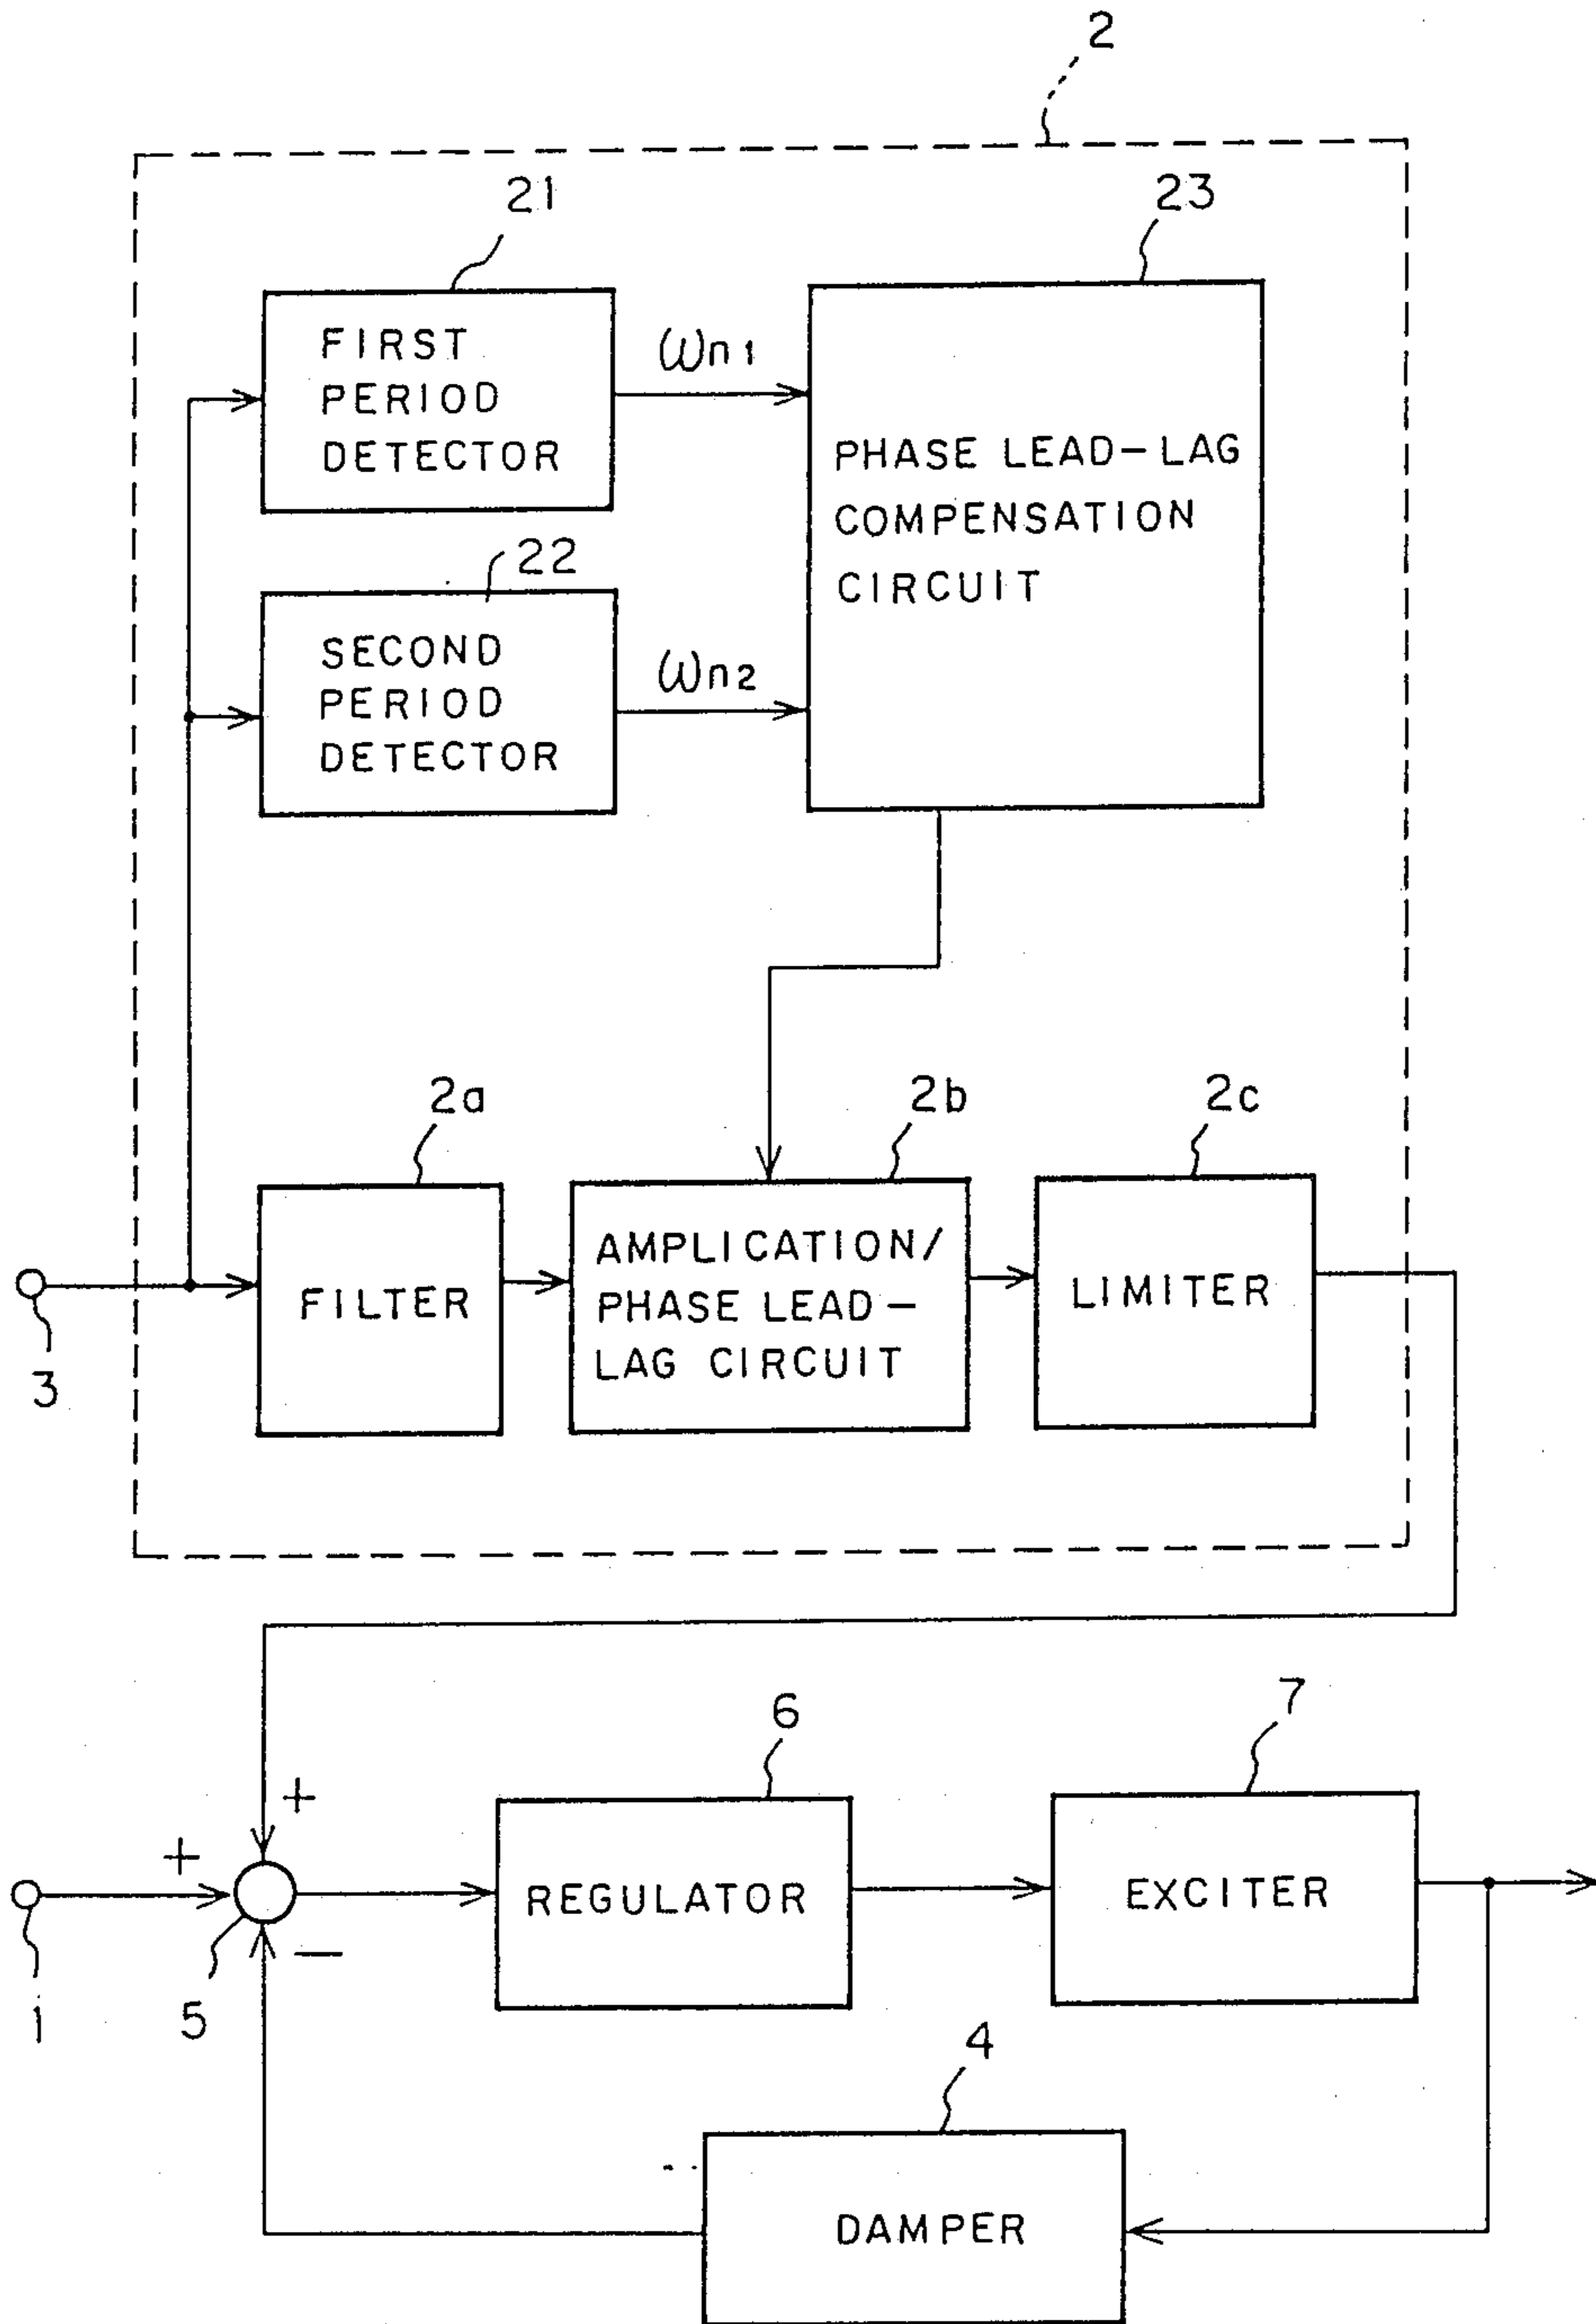 2
21
23
FIRST
PERIOD
DETECTOR
ωn1
PHASE LEAD-LAG
COMPENSATION
CIRCUIT
22
SECOND
PERIOD
DETECTOR
ωn2
2a
2b
2c
FILTER
AMPLICATION/
PHASE LEAD-
LAG CIRCUIT
LIMITER
3
6
7
+
+
REGULATOR
EXCITER
1
5
−
4
DAMPER